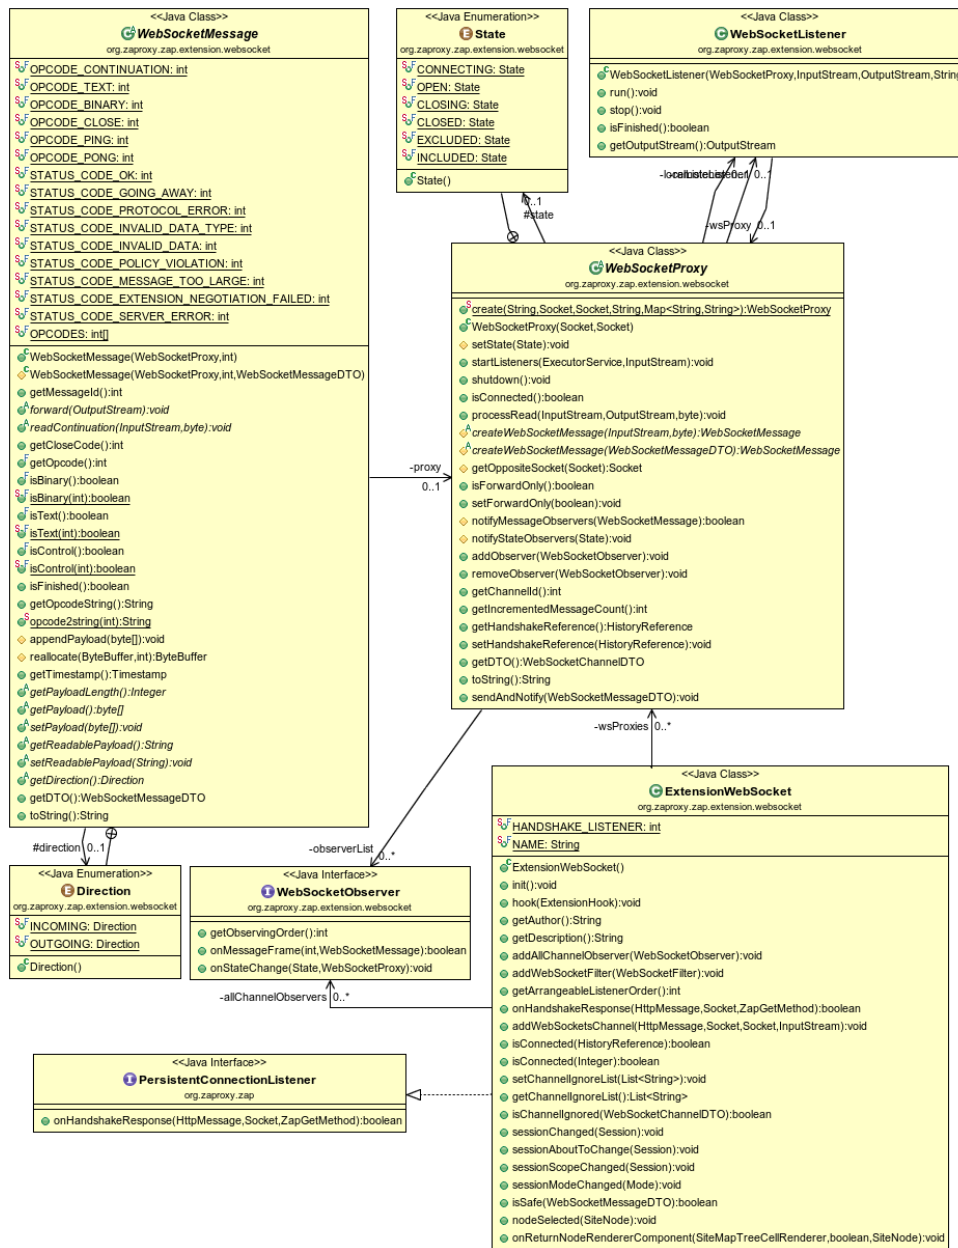 <<Java Class>>
WebSocketMessage
org.zaproxy.zap.extension.websocket
OPCODE_CONTINUATION: int
OPCODE_TEXT: int
OPCODE_BINARY: int
OPCODE_CLOSE: int
OPCODE_PING: int
OPCODE_PONG: int
STATUS_CODE_OK: int
STATUS_CODE_GOING_AWAY: int
STATUS_CODE_PROTOCOL_ERROR: int
STATUS_CODE_INVALID_DATA_TYPE: int
STATUS_CODE_INVALID_DATA: int
STATUS_CODE_POLICY_VIOLATION: int
STATUS_CODE_MESSAGE_TOO_LARGE: int
STATUS_CODE_EXTENSION_NEGOTIATION_FAILED: int
STATUS_CODE_SERVER_ERROR: int
OPCODES: int[]
WebSocketMessage(WebSocketProxy,int)
WebSocketMessage(WebSocketProxy,int,WebSocketMessageDTO)
getMessageId():int
forward(OutputStream):void
readContinuation(InputStream,byte):void
getCloseCode():int
getOpcode():int
isBinary():boolean
isBinary(int):boolean
isText():boolean
isText(int):boolean
isControl():boolean
isControl(int):boolean
isFinished():boolean
getOpcodeString():String
opcode2string(int):String
appendPayload(byte[]):void
reallocate(ByteBuffer,int):ByteBuffer
getTimestamp():Timestamp
getPayloadLength():Integer
getPayload():byte[]
setPayload(byte[]):void
getReadablePayload():String
setReadablePayload(String):void
getDirection():Direction
getDTO():WebSocketMessageDTO
toString():String
<<Java Enumeration>>
State
org.zaproxy.zap.extension.websocket
CONNECTING: State
OPEN: State
CLOSING: State
CLOSED: State
EXCLUDED: State
INCLUDED: State
State()
<<Java Class>>
WebSocketListener
org.zaproxy.zap.extension.websocket
WebSocketListener(WebSocketProxy,InputStream,OutputStream,String
run():void
stop():void
isFinished():boolean
getOutputStream():OutputStream
0..1
#state
0..1
-wsProxy 0..1
<<Java Class>>
WebSocketProxy
org.zaproxy.zap.extension.websocket
create(String,Socket,Socket,String,Map<String,String>):WebSocketProxy
WebSocketProxy(Socket,Socket)
setState(State):void
startListeners(ExecutorService,InputStream):void
shutdown():void
isConnected():boolean
processRead(InputStream,OutputStream,byte):void
createWebSocketMessage(InputStream,byte):WebSocketMessage
createWebSocketMessage(WebSocketMessageDTO):WebSocketMessage
getOppositeSocket(Socket):Socket
isForwardOnly():boolean
setForwardOnly(boolean):void
notifyMessageObservers(WebSocketMessage):boolean
notifyStateObservers(State):void
addObserver(WebSocketObserver):void
removeObserver(WebSocketObserver):void
getChannelId():int
getIncrementedMessageCount():int
getHandshakeReference():HistoryReference
setHandshakeReference(HistoryReference):void
getDTO():WebSocketChannelDTO
toString():String
sendAndNotify(WebSocketMessageDTO):void
-proxy
0..1
-wsProxies 0..*
#direction 0..1
-observerList
0..*
<<Java Enumeration>>
Direction
org.zaproxy.zap.extension.websocket
INCOMING: Direction
OUTGOING: Direction
Direction()
<<Java Interface>>
WebSocketObserver
org.zaproxy.zap.extension.websocket
getObservingOrder():int
onMessageFrame(int,WebSocketMessage):boolean
onStateChange(State,WebSocketProxy):void
-allChannelObservers 0..*
<<Java Interface>>
PersistentConnectionListener
org.zaproxy.zap
onHandshakeResponse(HttpMessage,Socket,ZapGetMethod):boolean
<<Java Class>>
ExtensionWebSocket
org.zaproxy.zap.extension.websocket
HANDSHAKE_LISTENER: int
NAME: String
ExtensionWebSocket()
init():void
hook(ExtensionHook):void
getAuthor():String
getDescription():String
addAllChannelObserver(WebSocketObserver):void
addWebSocketFilter(WebSocketFilter):void
getArrangeableListenerOrder():int
onHandshakeResponse(HttpMessage,Socket,ZapGetMethod):boolean
addWebSocketsChannel(HttpMessage,Socket,Socket,InputStream):void
isConnected(HistoryReference):boolean
isConnected(Integer):boolean
setChannelIgnoreList(List<String>):void
getChannelIgnoreList():List<String>
isChannelIgnored(WebSocketChannelDTO):boolean
sessionChanged(Session):void
sessionAboutToChange(Session):void
sessionScopeChanged(Session):void
sessionModeChanged(Mode):void
isSafe(WebSocketMessageDTO):boolean
nodeSelected(SiteNode):void
onReturnNodeRendererComponent(SiteMapTreeCellRenderer,boolean,SiteNode):void